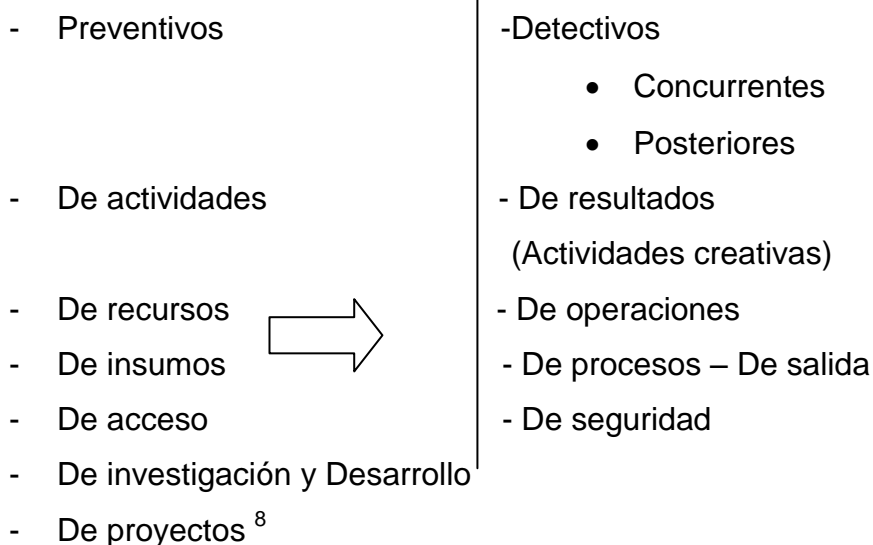 - Preventivos -Detectivos
• Concurrentes
• Posteriores
- De actividades - De resultados
(Actividades creativas)
- De recursos - De operaciones
- De insumos - De procesos – De salida
- De acceso - De seguridad
- De investigación y Desarrollo
- De proyectos 8